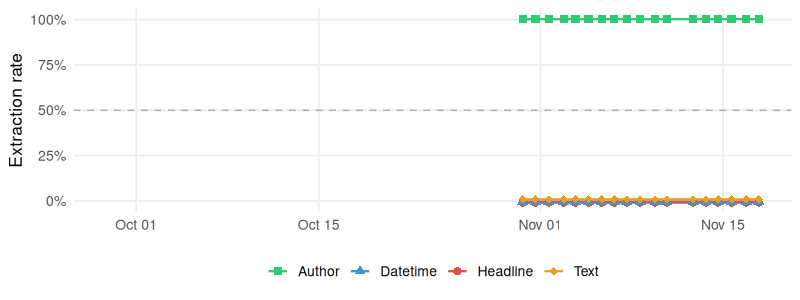 Extraction rate
100%
75%
50%
25%
0%
Oct 01 Oct 15 Nov 01 Nov 15
Author Datetime Headline Text